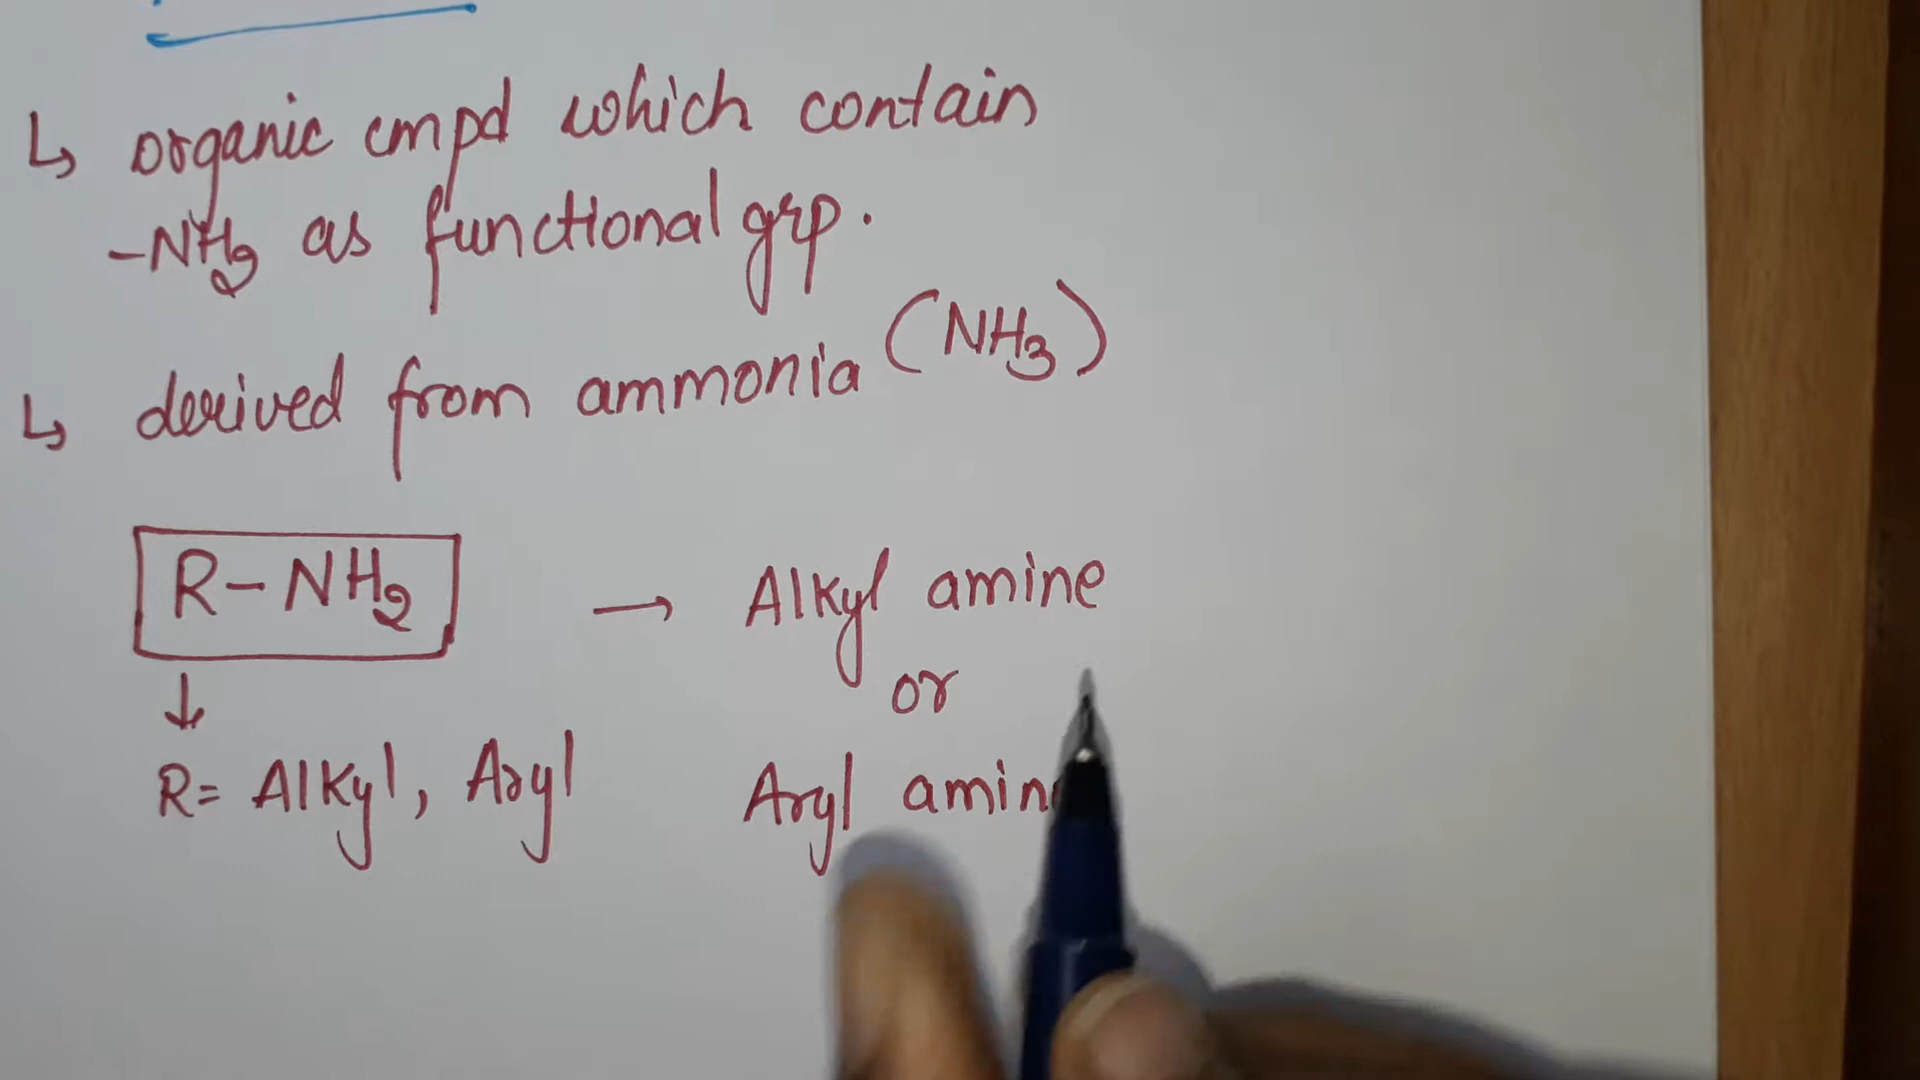 ↳ organic cmpd which contain
-NH2 as functional grp.
↳ derived from ammonia (NH3)
R-NH2 → Alkyl amine
↓ or
R= Alkyl, Aryl Aryl amine